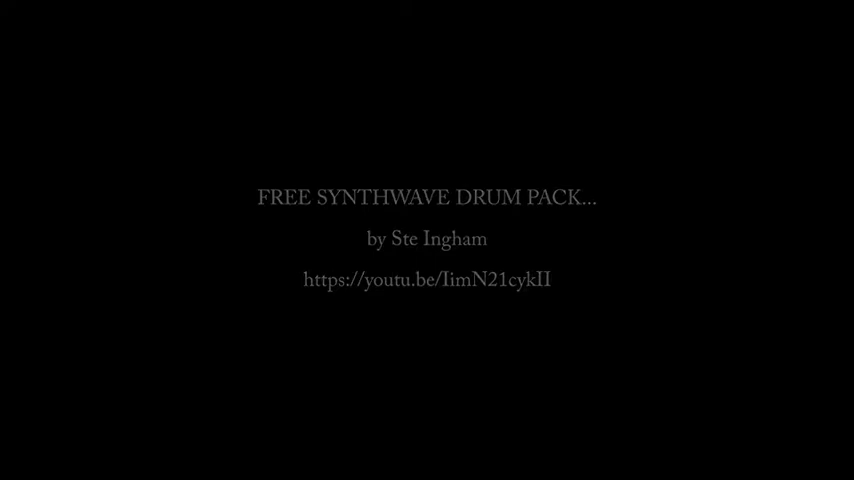 FREE SYNTHWAVE DRUM PACK...
by Ste Ingham
https://youtu.be/IimN21cykII